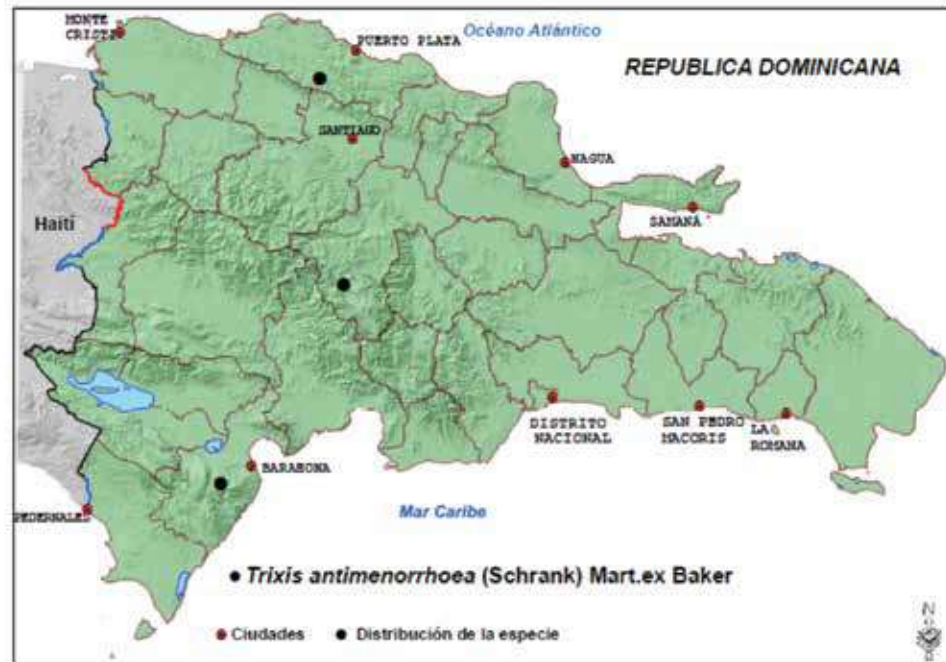 MONTE
CRISTI
Océano Atlántico
PUERTO PLATA
REPUBLICA DOMINICANA
SANTIAGO
NAGUA
SAMANÁ
Haití
DISTRITO
NACIONAL
SAN PEDRO
MACORIS
LA
ROMANA
BARAHONA
PEDERNALES
Mar Caribe
• Trixis antimenorrhoea (Schrank) Mart.ex Baker
Ciudades
Distribución de la especie
N